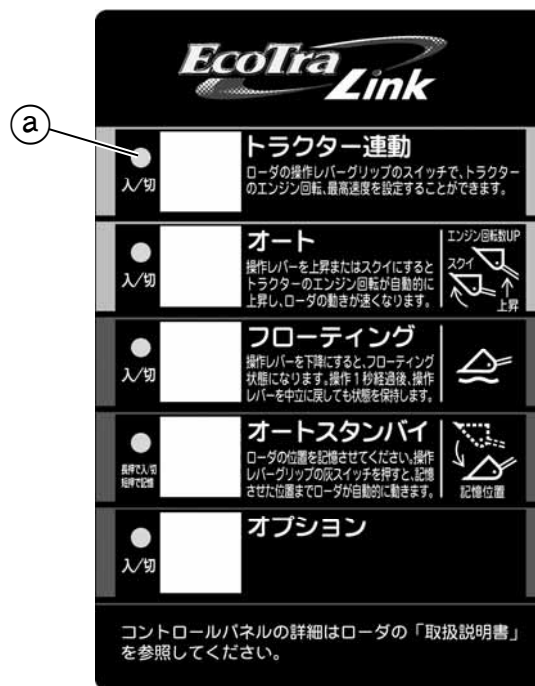 EcoTra
Link
a
トラクター連動
ローダの操作レバーグリップのスイッチで、トラクター
のエンジン回転、最高速度を設定することができます。
入/切
オート
操作レバーを上昇またはスクイにすると
トラクターのエンジン回転が自動的に
上昇し、ローダの動きが速くなります。
入/切
エンジン回転数UP
スクイ
上昇
フローティング
操作レバーを下降にすると、フローティング
状態になります。操作1秒経過後、操作
レバーを中立に戻しても状態を保持します。
入/切
オートスタンバイ
ローダの位置を記憶させてください。操作
レバーグリップの灰スイッチを押すと、記憶
させた位置までローダが自動的に動きます。
長押で入/切
短押で記憶
記憶位置
オプション
入/切
コントロールパネルの詳細はローダの「取扱説明書」
を参照してください。